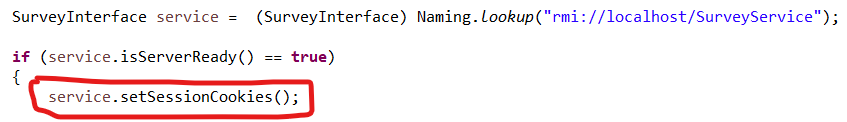 SurveyInterface service =  (SurveyInterface) Naming.lookup("rmi://localhost/SurveyService");
if (service.isServerReady() == true)
{
service.setSessionCookies();